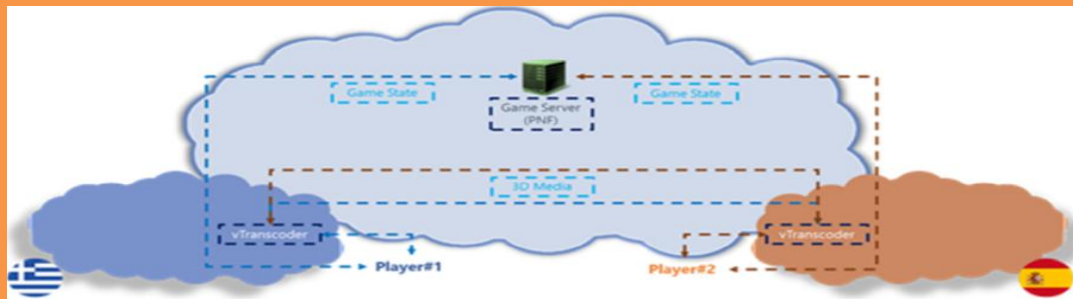 Game State
Game State
Game Server
(PNF)
3D Media
vTranscoder
vTranscoder
Player#1
Player#2